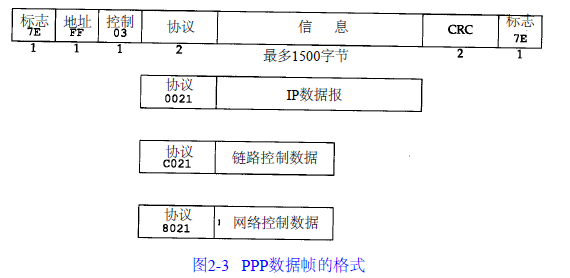 标志 地址 控制 协议 信 息 CRC 标志
7E FF 03 7E
1 1 1 2 最多1500字节 2 1
协议 IP数据报
0021
协议 链路控制数据
C021
协议 网络控制数据
8021
图2-3 PPP数据帧的格式